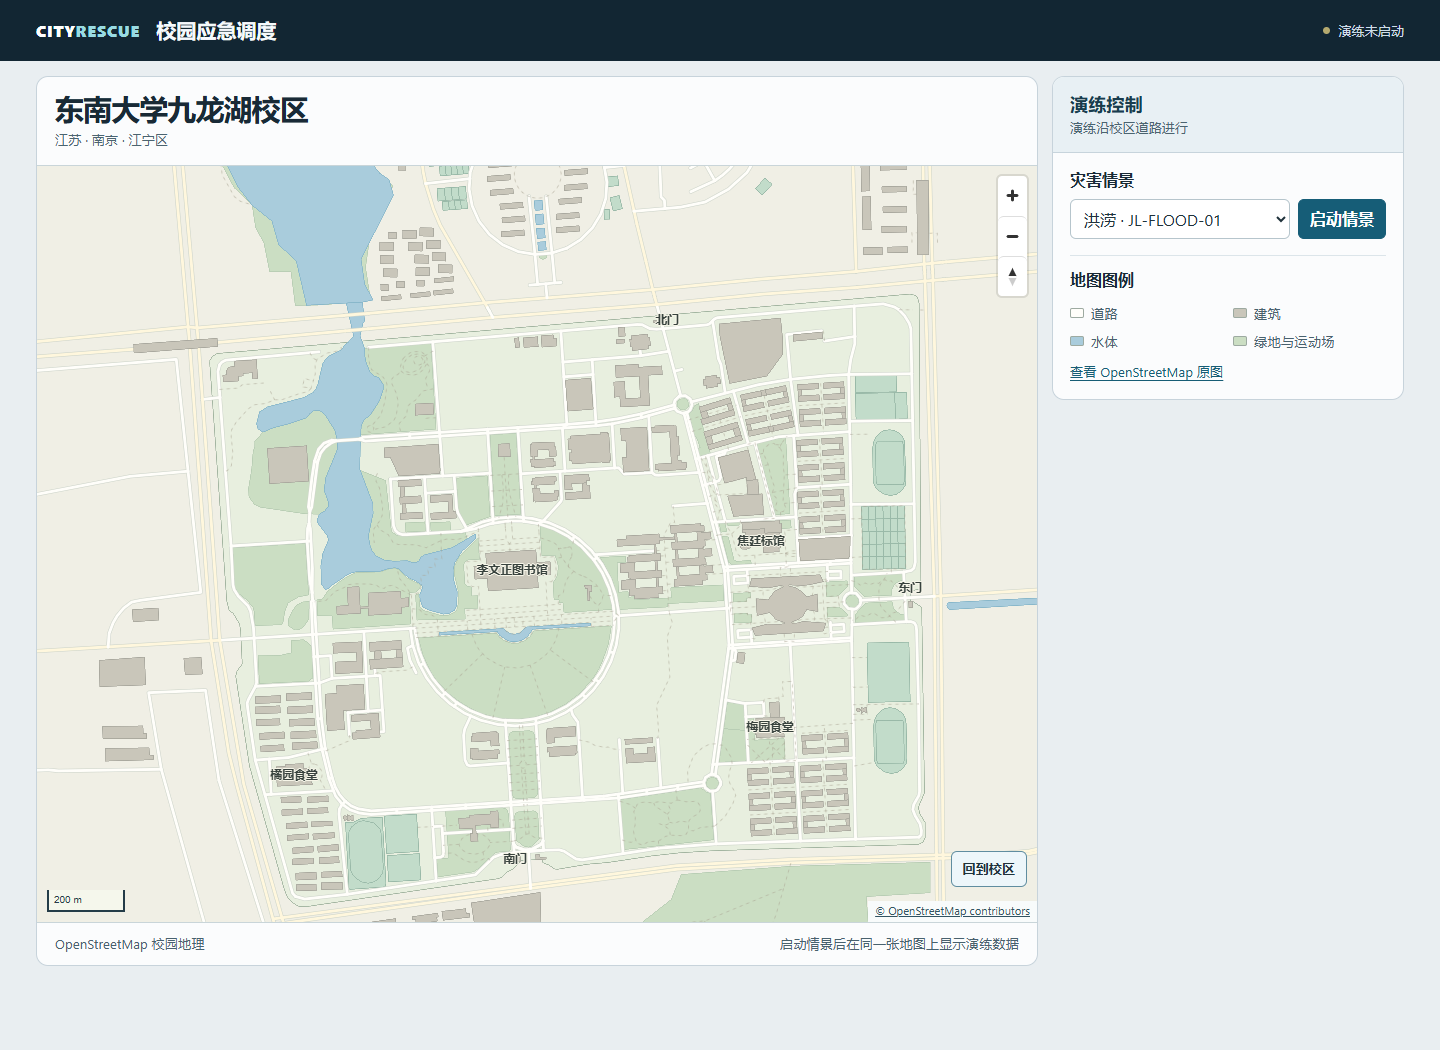 CITYRESCUE 校园应急调度
演练未启动
东南大学九龙湖校区
江苏 · 南京 · 江宁区
北门
焦廷标馆
李文正图书馆
东门
梅园食堂
橘园食堂
南门
200 m
回到校区
© OpenStreetMap contributors
OpenStreetMap 校园地理
启动情景后在同一张地图上显示演练数据
演练控制
演练沿校区道路进行
灾害情景
洪涝 · JL-FLOOD-01
启动情景
地图图例
道路
建筑
水体
绿地与运动场
查看 OpenStreetMap 原图